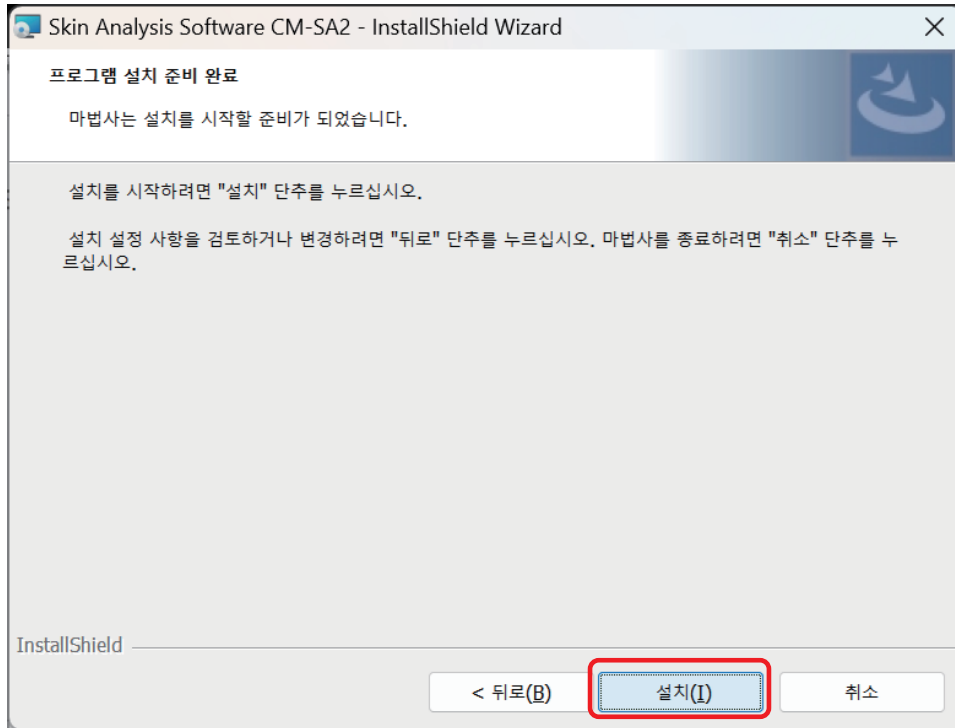 Skin Analysis Software CM-SA2 - InstallShield Wizard
프로그램 설치 준비 완료
마법사는 설치를 시작할 준비가 되었습니다.
설치를 시작하려면 "설치" 단추를 누르십시오.
설치 설정 사항을 검토하거나 변경하려면 "뒤로" 단추를 누르십시오. 마법사를 종료하려면 "취소" 단추를 누
르십시오.
InstallShield
< 뒤로(B) 설치(I) 취소